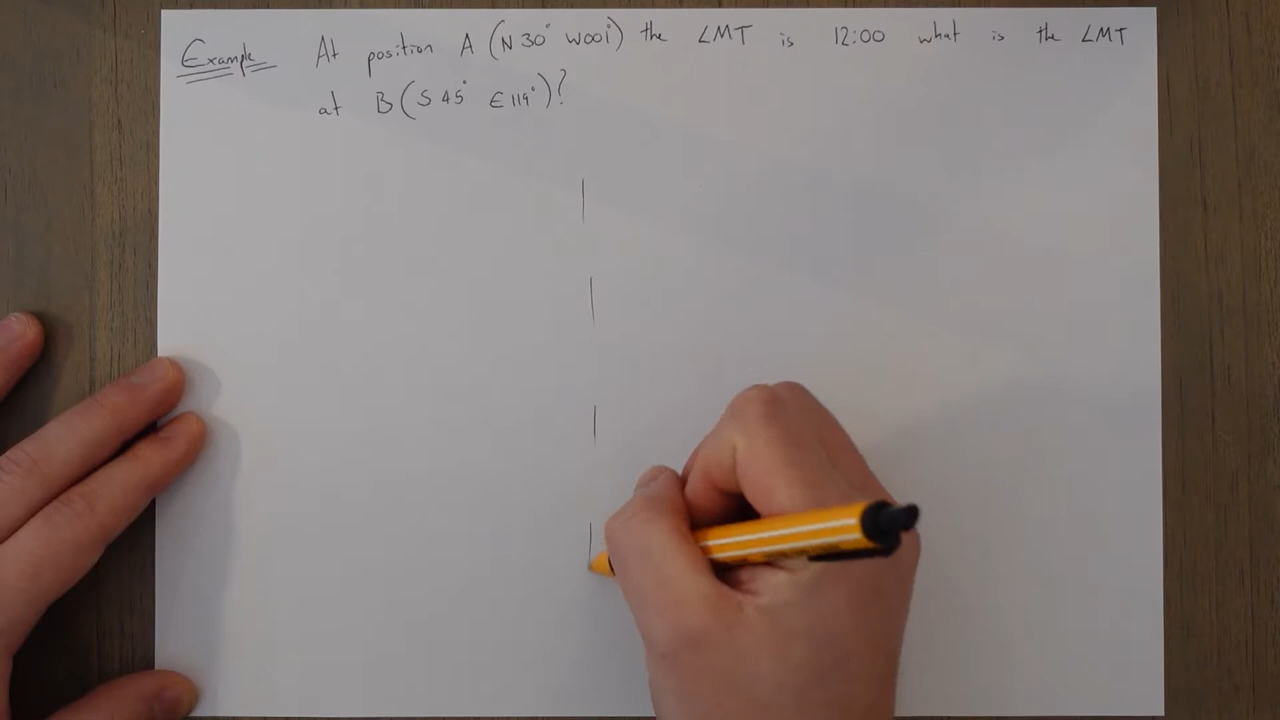 Example At position A (N 30° W001°) the LMT is 12:00 what is the LMT
at B (S 45° E 119°)?